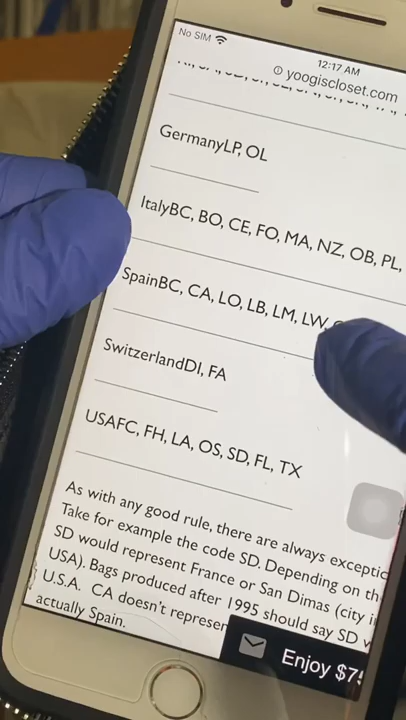 No SIM
12:17 AM
yoogiscloset.com
GermanyLP, OL
ItalyBC, BO, CE, FO, MA, NZ, OB, PL,
SpainBC, CA, LO, LB, LM, LW,
SwitzerlandDI, FA
USAFC, FH, LA, OS, SD, FL, TX
As with any good rule, there are always
Take for example the code SD. Depending on
SD would represent France or San Dimas (city
USA). Bags produced after 1995 should say SD
U.S.A. CA doesn't
actually Spain.
Enjoy